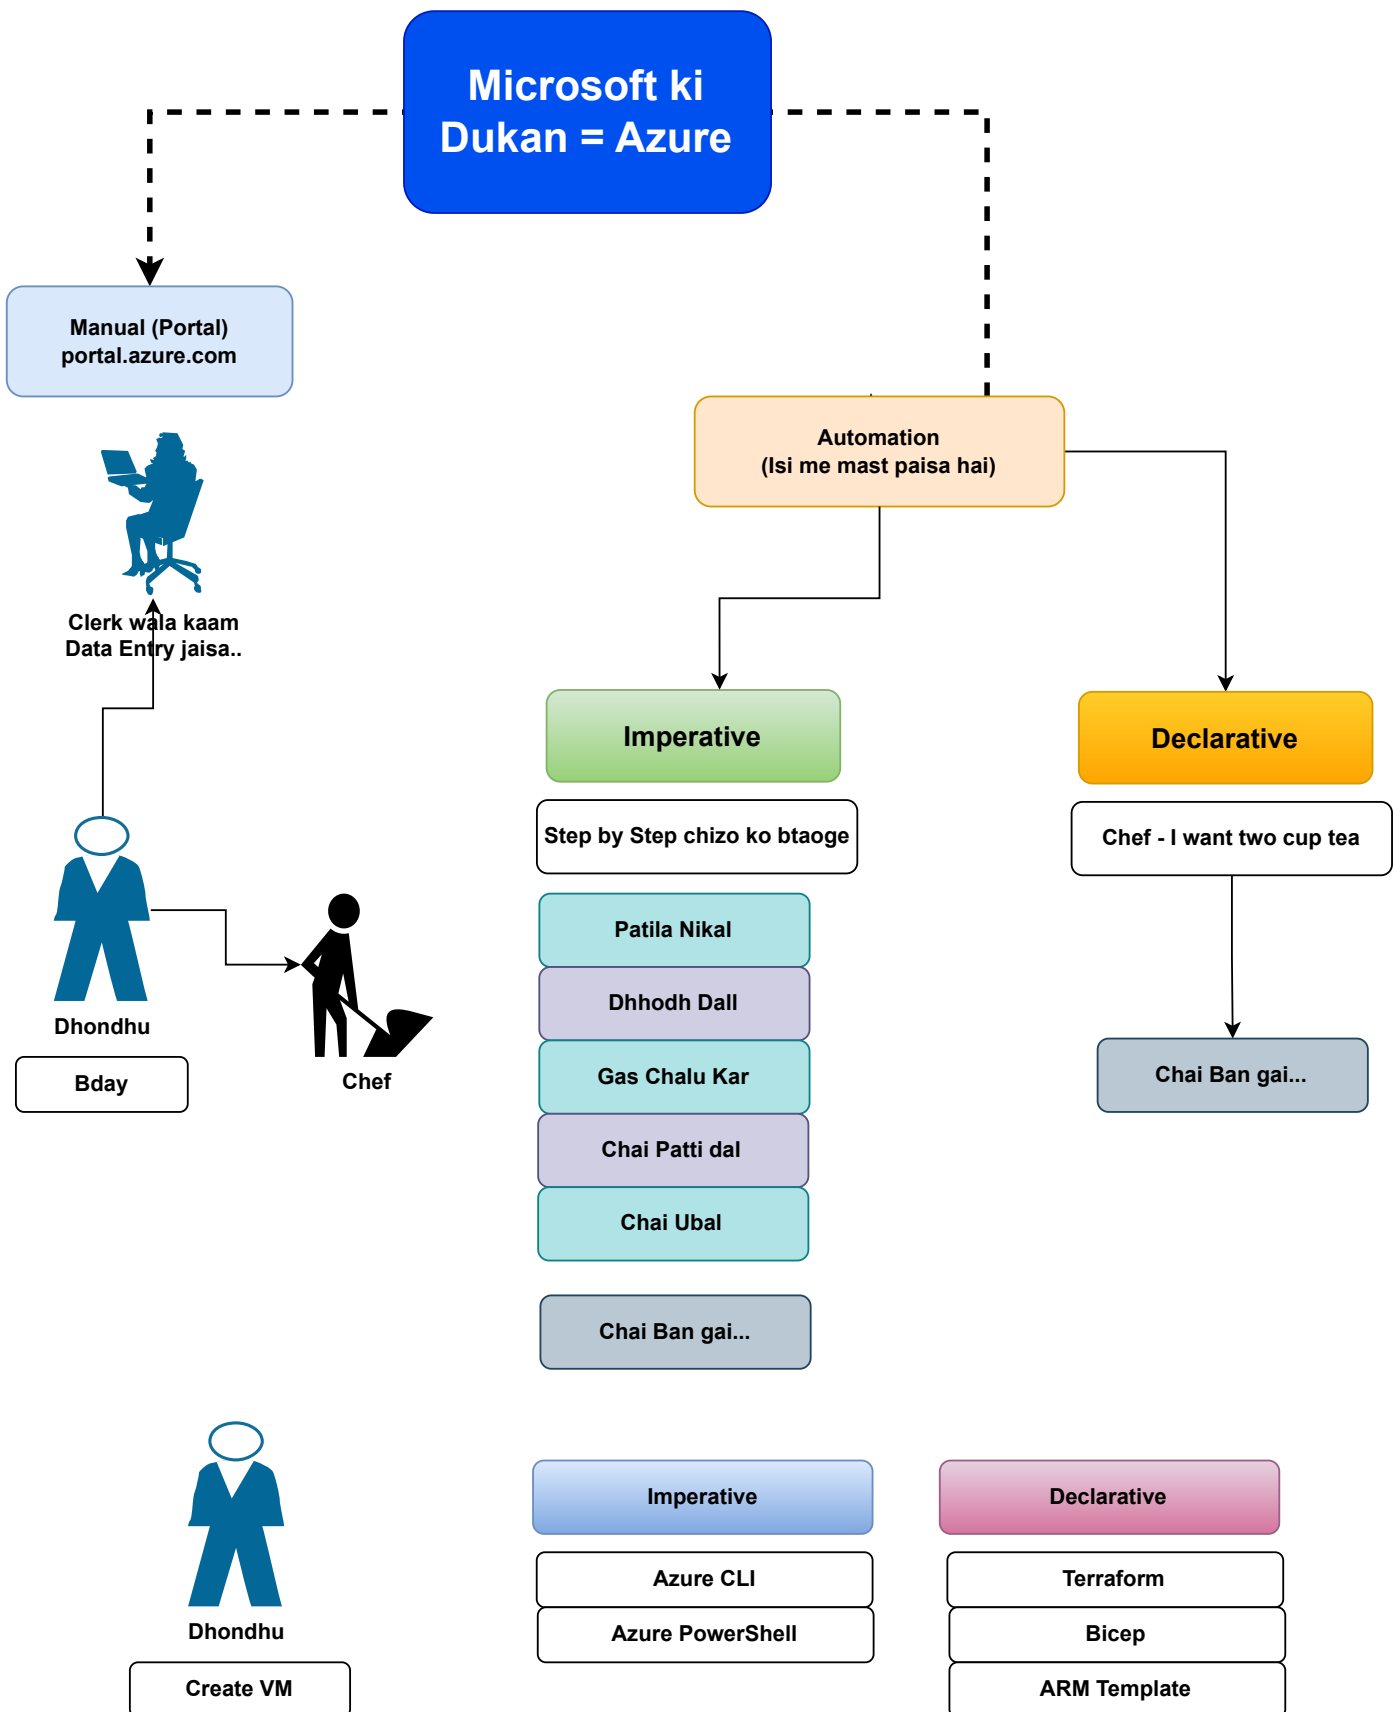 Microsoft ki
Dukan = Azure
Manual (Portal)
portal.azure.com
Automation
(Isi me mast paisa hai)
Clerk wala kaam
Data Entry jaisa..
Imperative
Declarative
Step by Step chizo ko btaoge
Chef - I want two cup tea
Patila Nikal
Dhhodh Dall
Gas Chalu Kar
Chai Patti dal
Chai Ubal
Chai Ban gai...
Chai Ban gai...
Dhondhu
Bday
Chef
Dhondhu
Create VM
Imperative
Azure CLI
Azure PowerShell
Declarative
Terraform
Bicep
ARM Template